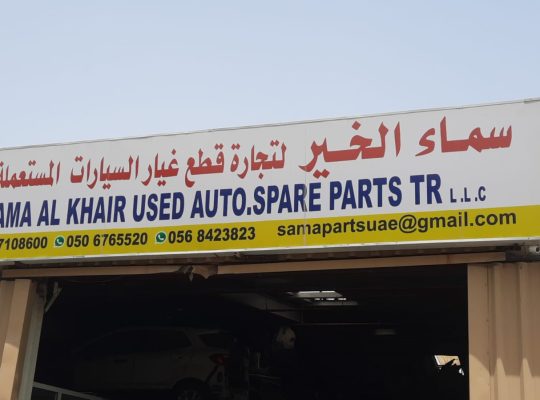 سماء الخير لتجارة قطع غيار السيارات المستعملة
AMA AL KHAIR USED AUTO.SPARE PARTS TR L.L.C
7108600 050 6765520 056 8423823 samapartsuae@gmail.com